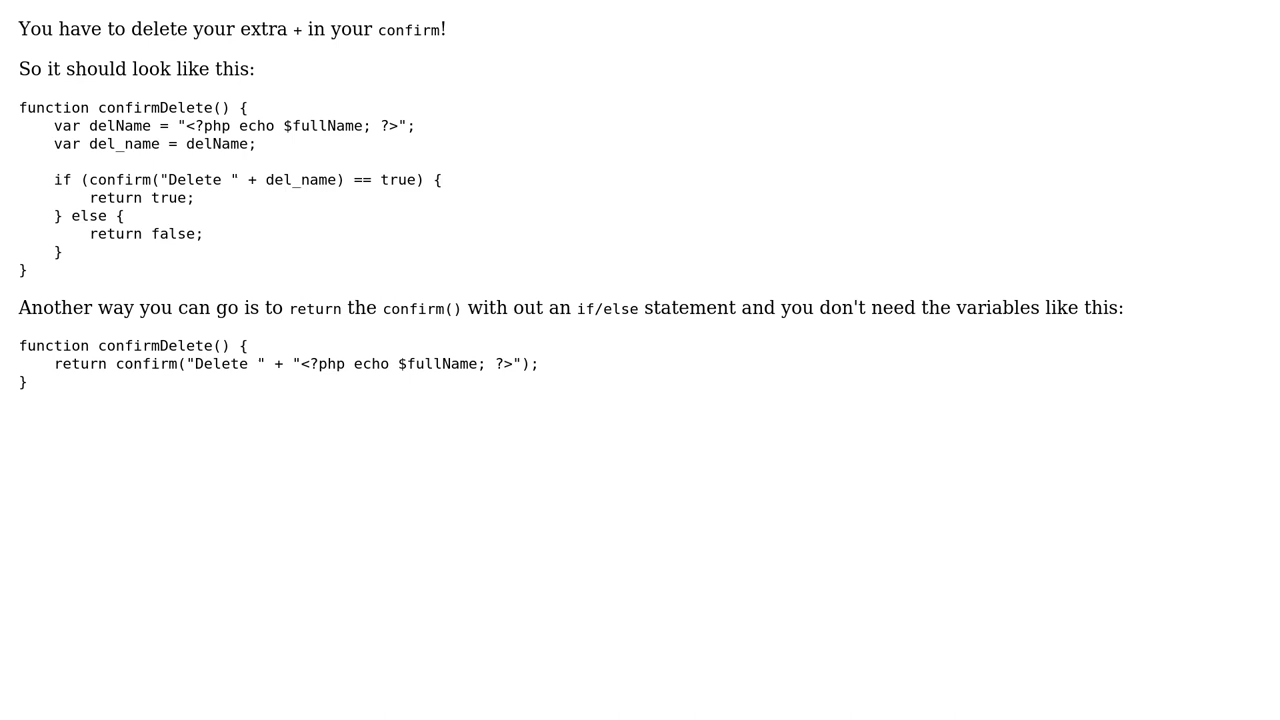 You have to delete your extra + in your confirm!
So it should look like this:
function confirmDelete() {
    var delName = "<?php echo $fullName; ?>";
    var del_name = delName;

    if (confirm("Delete " + del_name) == true) {
        return true;
    } else {
        return false;
    }
}
Another way you can go is to return the confirm() with out an if/else statement and you don't need the variables like this:
function confirmDelete() {
    return confirm("Delete " + "<?php echo $fullName; ?>");
}